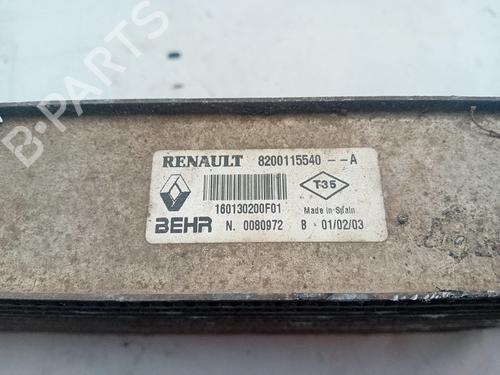 B-PARTS
RENAULT 8200115540 --A
T35
160130200F01
Made in Spain
BEHR N. 0080972 B 01/02/03